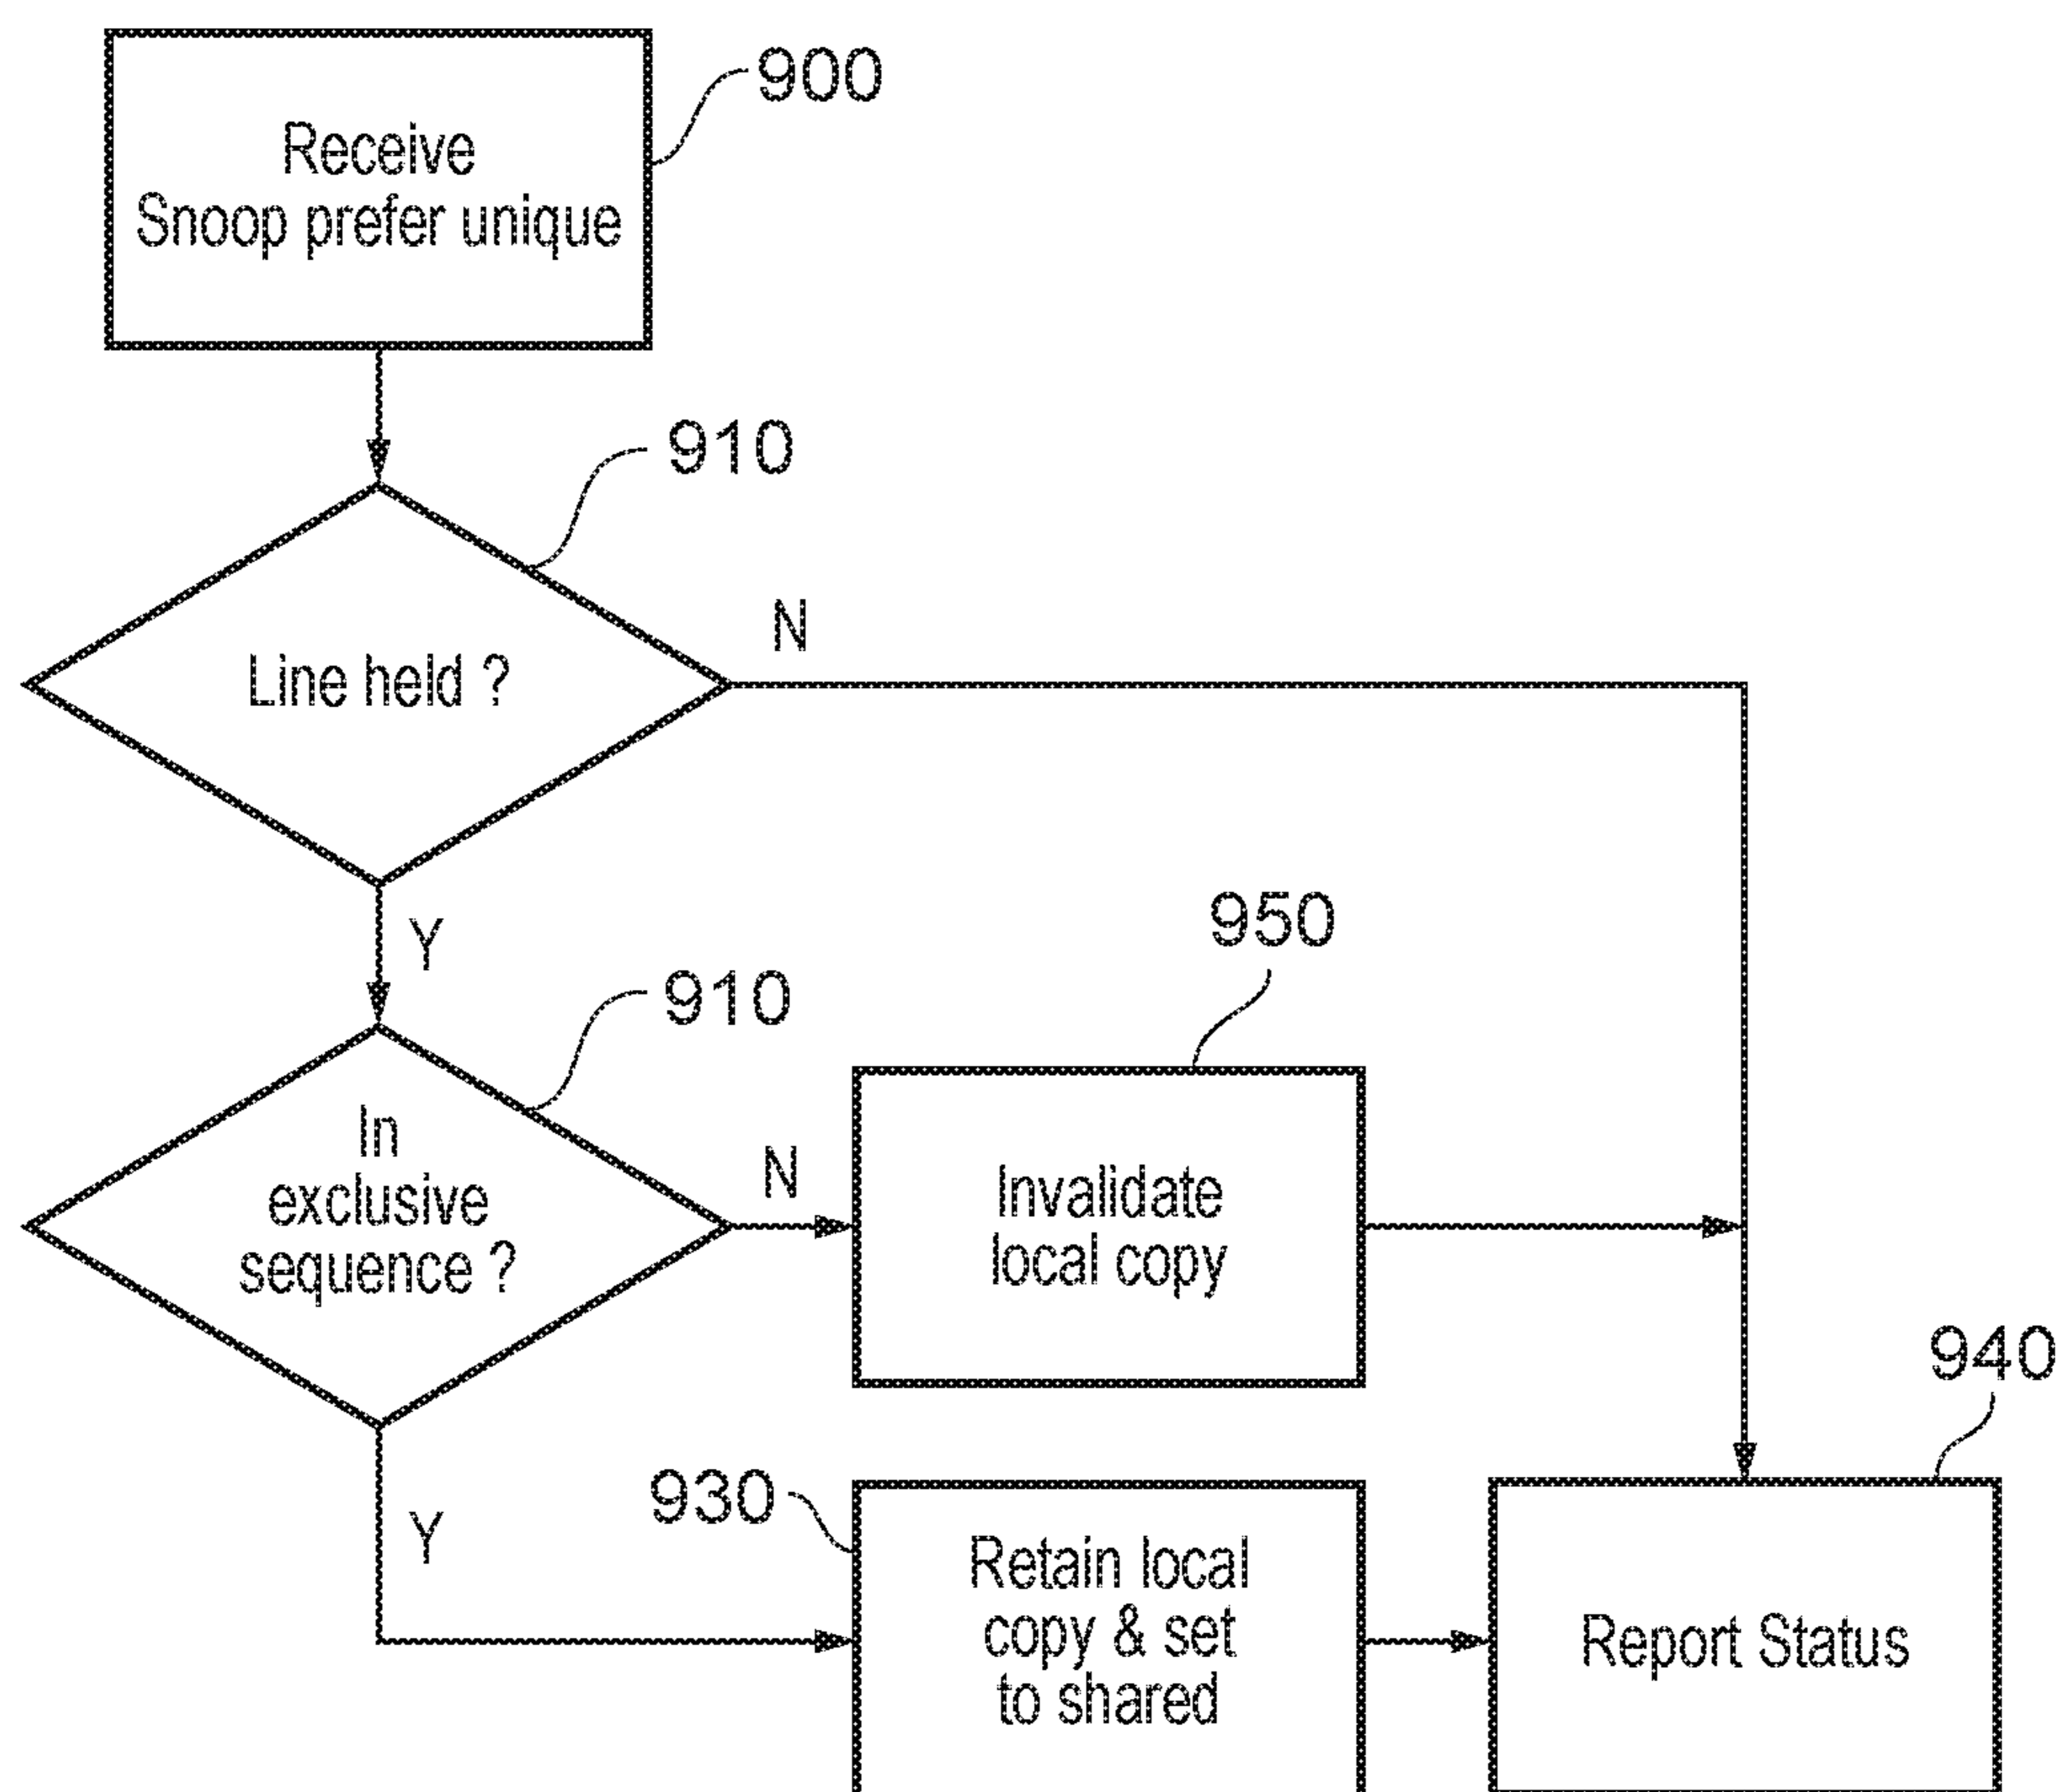 900
Receive
Snoop prefer unique
910
Line held ?
N
Y
910
In
exclusive
sequence ?
N
950
Invalidate
local copy
Y
930
Retain local
copy & set
to shared
940
Report Status